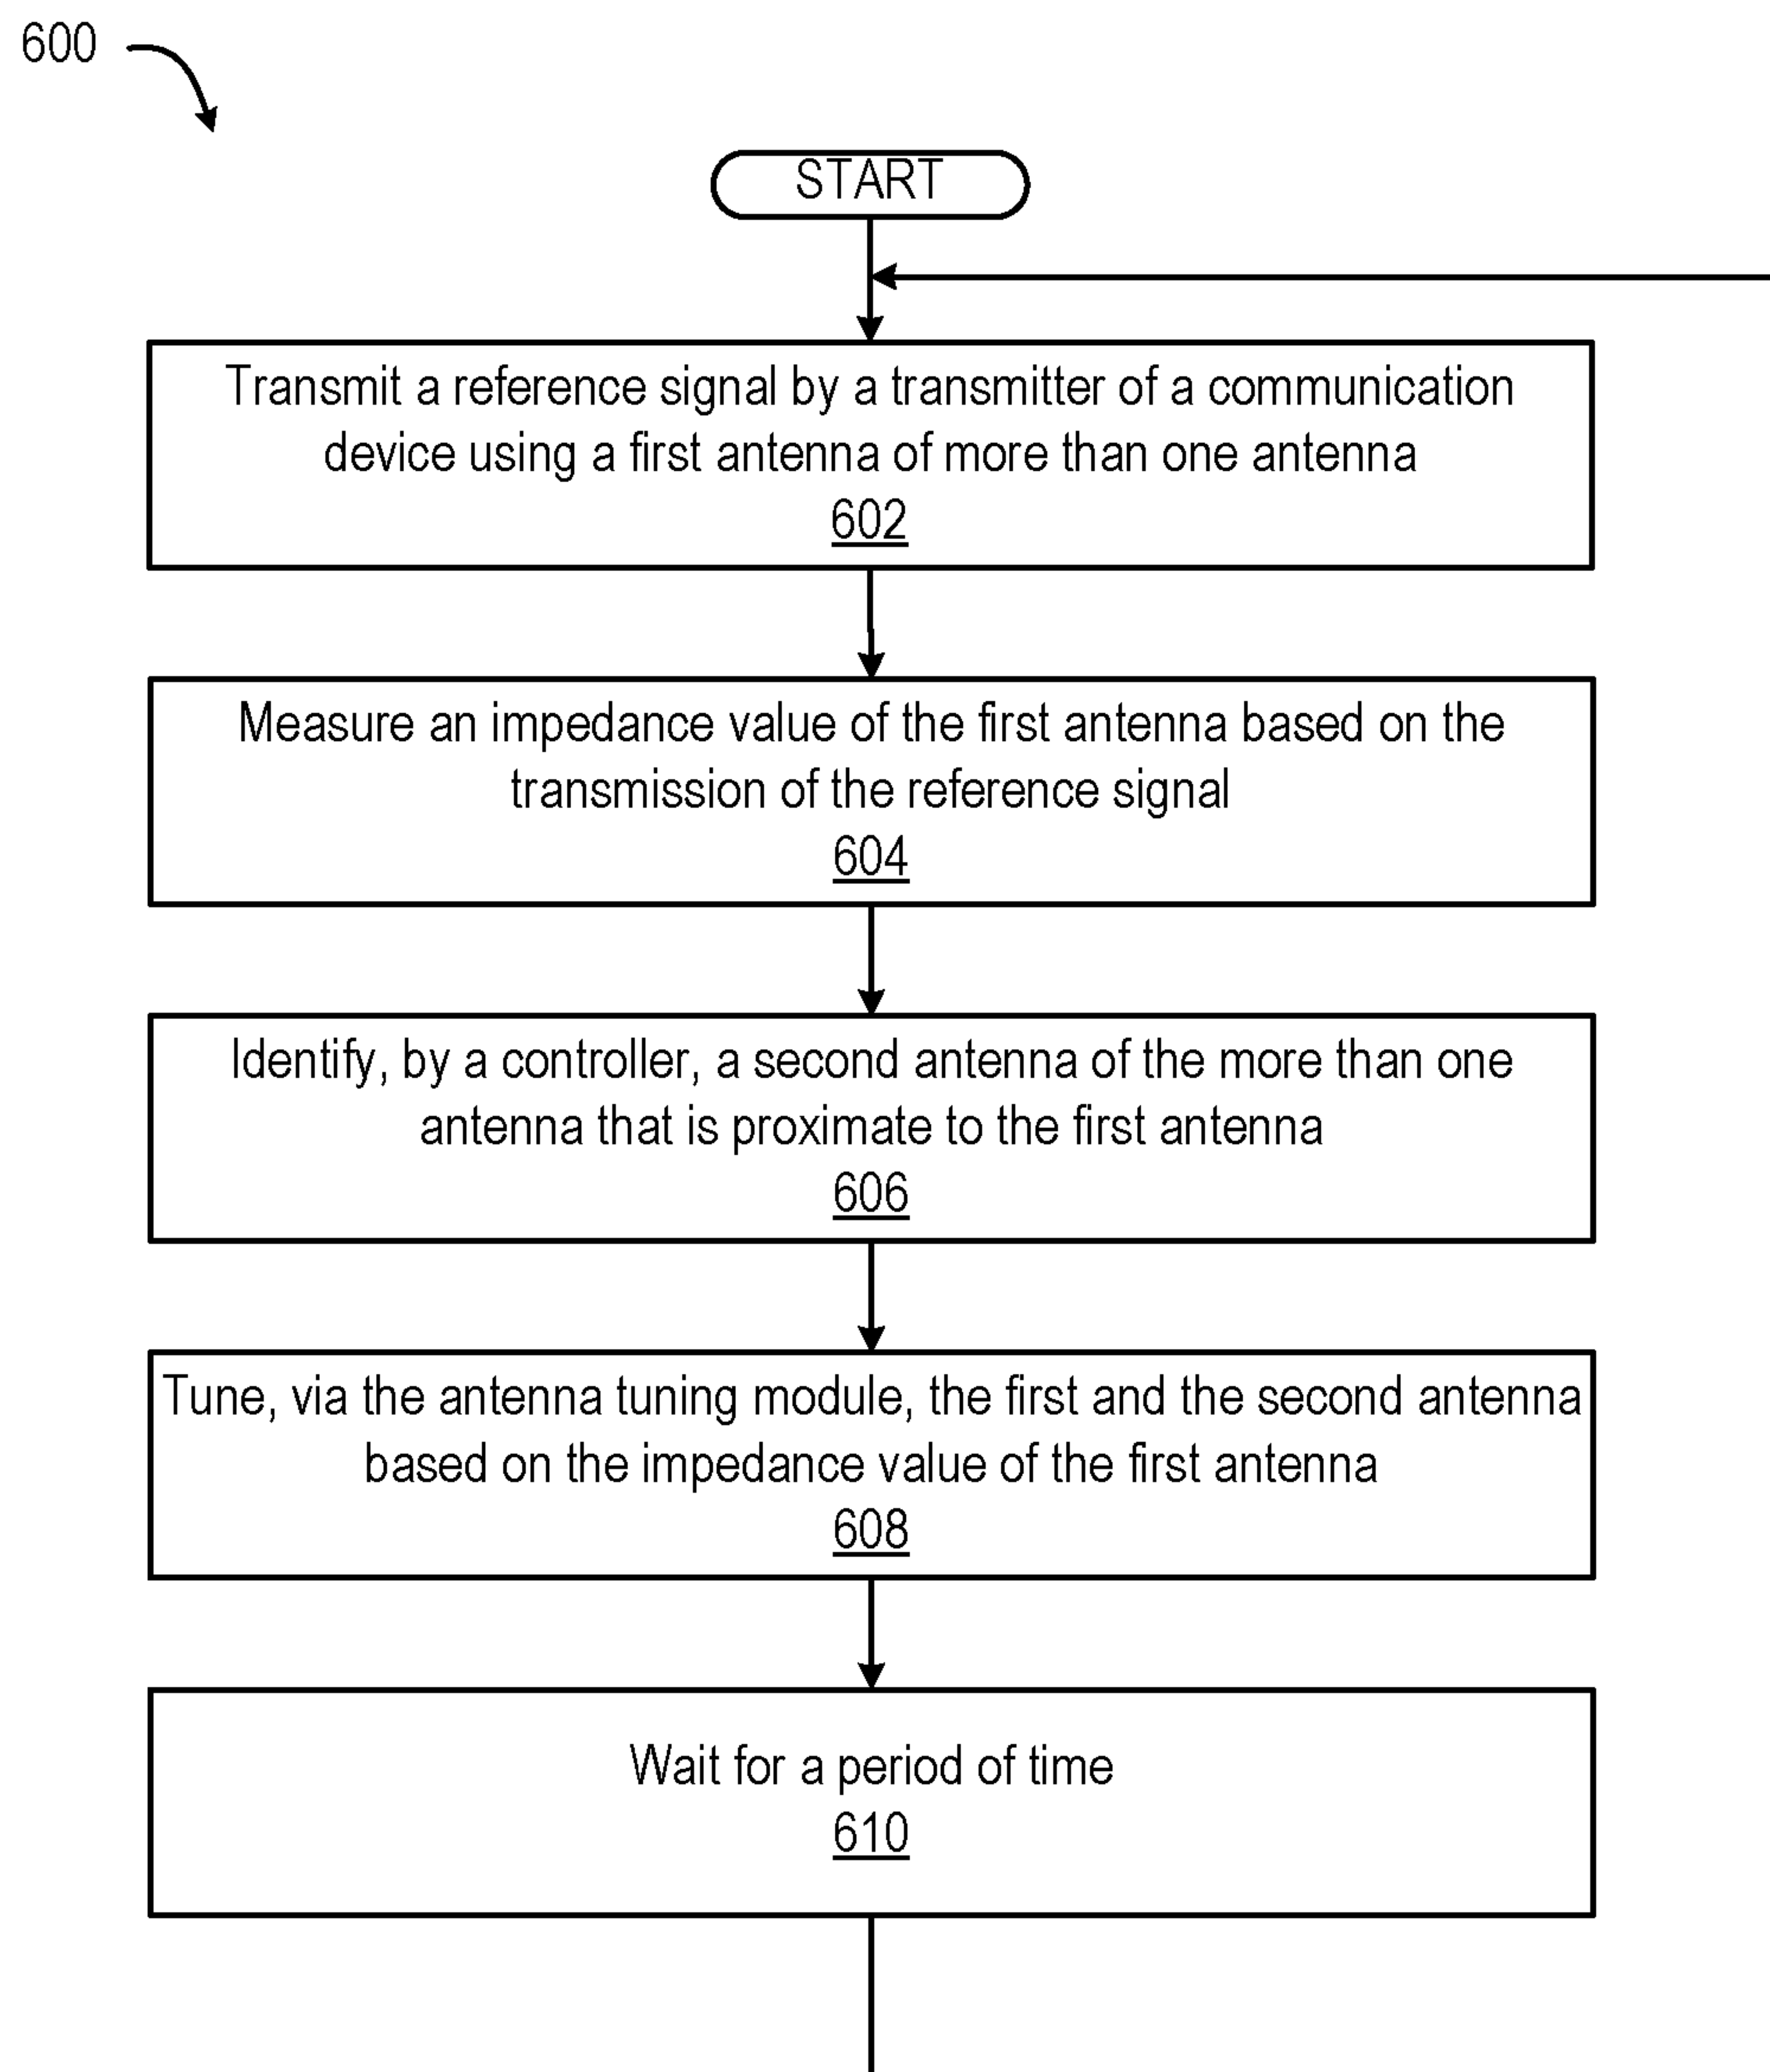 600
START
Transmit a reference signal by a transmitter of a communication
device using a first antenna of more than one antenna
602
Measure an impedance value of the first antenna based on the
transmission of the reference signal
604
Identify, by a controller, a second antenna of the more than one
antenna that is proximate to the first antenna
606
Tune, via the antenna tuning module, the first and the second antenna
based on the impedance value of the first antenna
608
Wait for a period of time
610